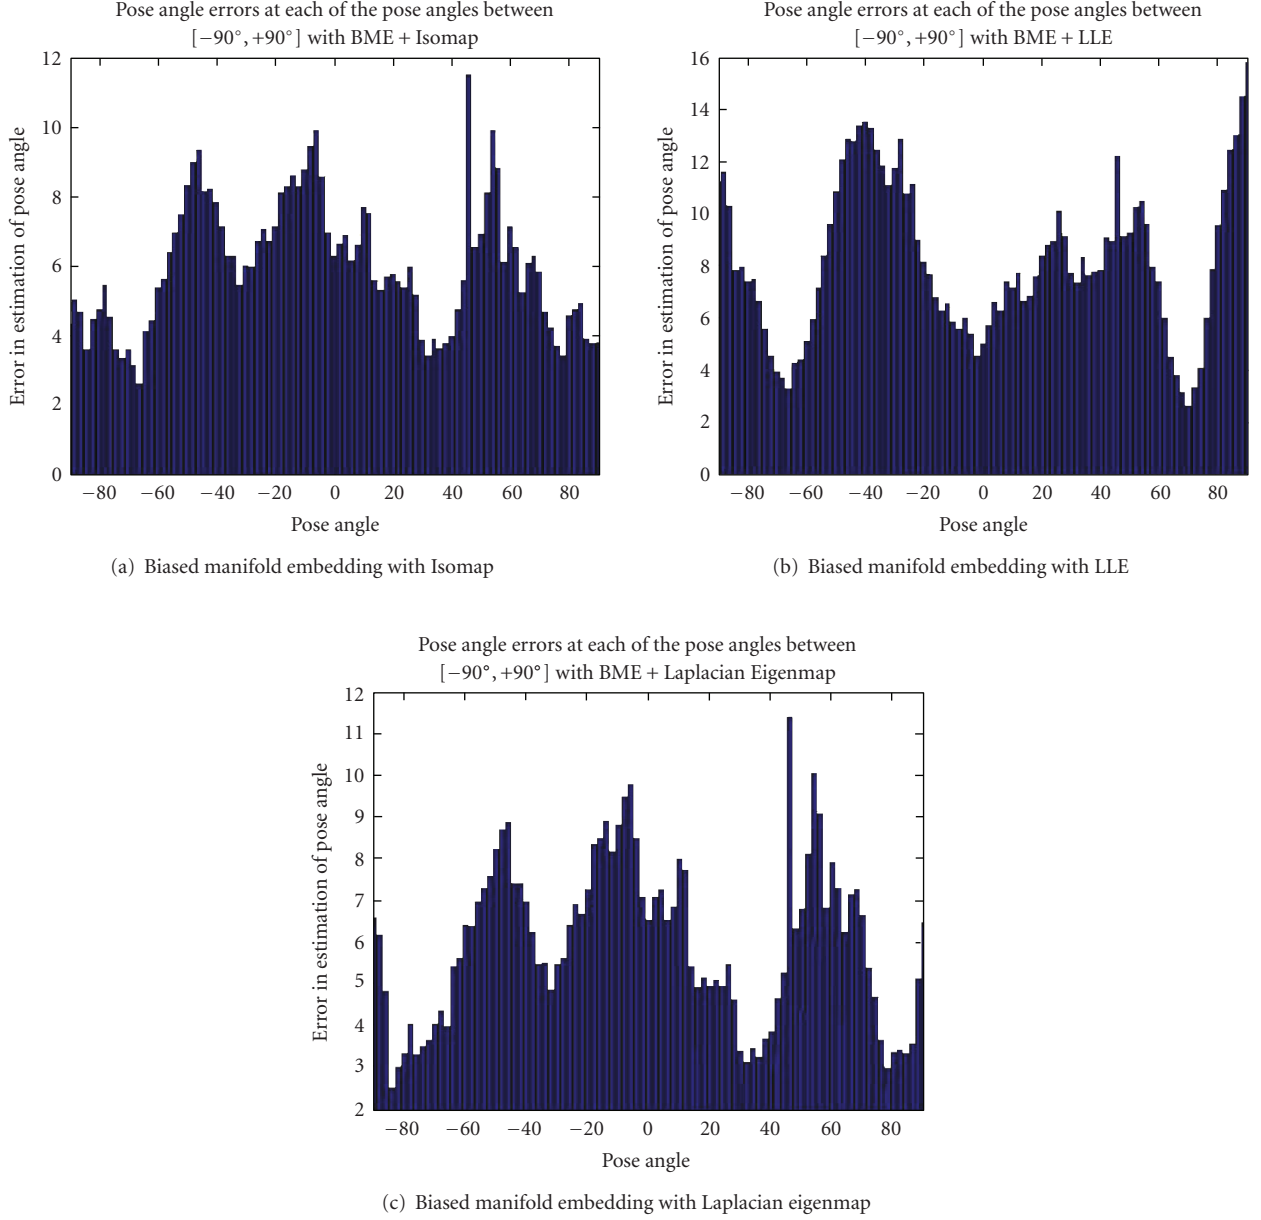 Pose angle errors at each of the pose angles between
[−90°, +90°] with BME + Isomap
12
10
8
6
4
2
0
Error in estimation of pose angle
−80 −60 −40 −20 0 20 40 60 80
Pose angle
(a) Biased manifold embedding with Isomap
Pose angle errors at each of the pose angles between
[−90°, +90°] with BME + LLE
16
14
12
10
8
6
4
2
0
Error in estimation of pose angle
−80 −60 −40 −20 0 20 40 60 80
Pose angle
(b) Biased manifold embedding with LLE
Pose angle errors at each of the pose angles between
[−90°, +90°] with BME + Laplacian Eigenmap
12
11
10
9
8
7
6
5
4
3
2
Error in estimation of pose angle
−80 −60 −40 −20 0 20 40 60 80
Pose angle
(c) Biased manifold embedding with Laplacian eigenmap